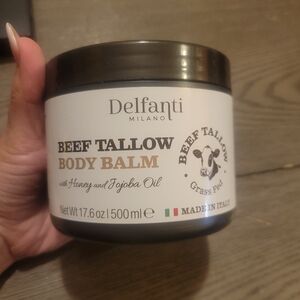 Delfanti
MILANO
BEEF TALLOW
BODY BALM
with Honey and Jojoba Oil
Net Wt 17.6 oz | 500 ml ℮
BEEF TALLOW
Grass Fed
MADE IN ITALY